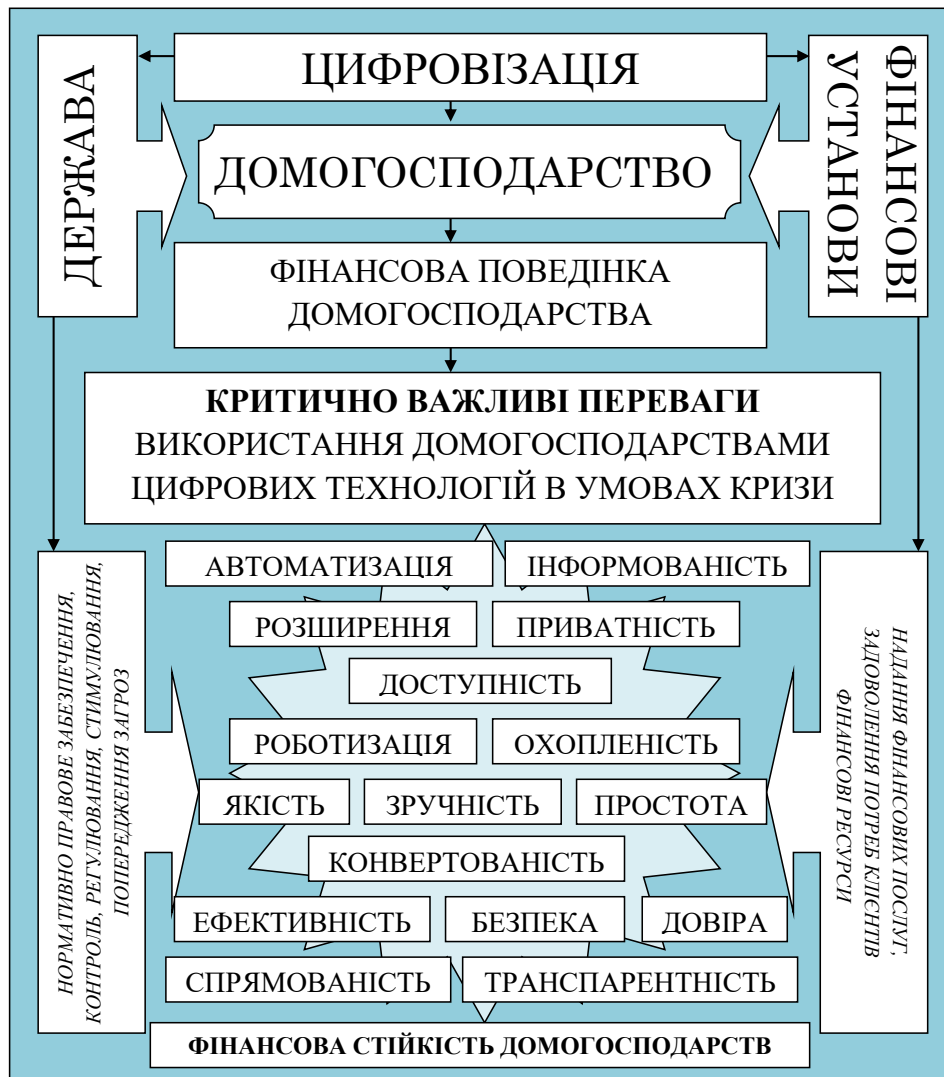 ЦИФРОВІЗАЦІЯ
ДЕРЖАВА
ФІНАНСОВІ
УСТАНОВИ
ДОМОГОСПОДАРСТВО
ФІНАНСОВА ПОВЕДІНКА
ДОМОГОСПОДАРСТВА
КРИТИЧНО ВАЖЛИВІ ПЕРЕВАГИ
ВИКОРИСТАННЯ ДОМОГОСПОДАРСТВАМИ
ЦИФРОВИХ ТЕХНОЛОГІЙ В УМОВАХ КРИЗИ
НОРМАТИВНО ПРАВОВЕ ЗАБЕЗПЕЧЕННЯ,
КОНТРОЛЬ, РЕГУЛЮВАННЯ, СТИМУЛЮВАННЯ,
ПОПЕРЕДЖЕННЯ ЗАГРОЗ
АВТОМАТИЗАЦІЯ
ІНФОРМОВАНІСТЬ
РОЗШИРЕННЯ
ПРИВАТНІСТЬ
ДОСТУПНІСТЬ
РОБОТИЗАЦІЯ
ОХОПЛЕНІСТЬ
ЯКІСТЬ
ЗРУЧНІСТЬ
ПРОСТОТА
КОНВЕРТОВАНІСТЬ
ЕФЕКТИВНІСТЬ
БЕЗПЕКА
ДОВІРА
СПРЯМОВАНІСТЬ
ТРАНСПАРЕНТНІСТЬ
НАДАННЯ ФІНАНСОВИХ ПОСЛУГ,
ЗАДОВОЛЕННЯ ПОТРЕБ КЛІЄНТІВ
ФІНАНСОВІ РЕСУРСИ
ФІНАНСОВА СТІЙКІСТЬ ДОМОГОСПОДАРСТВ